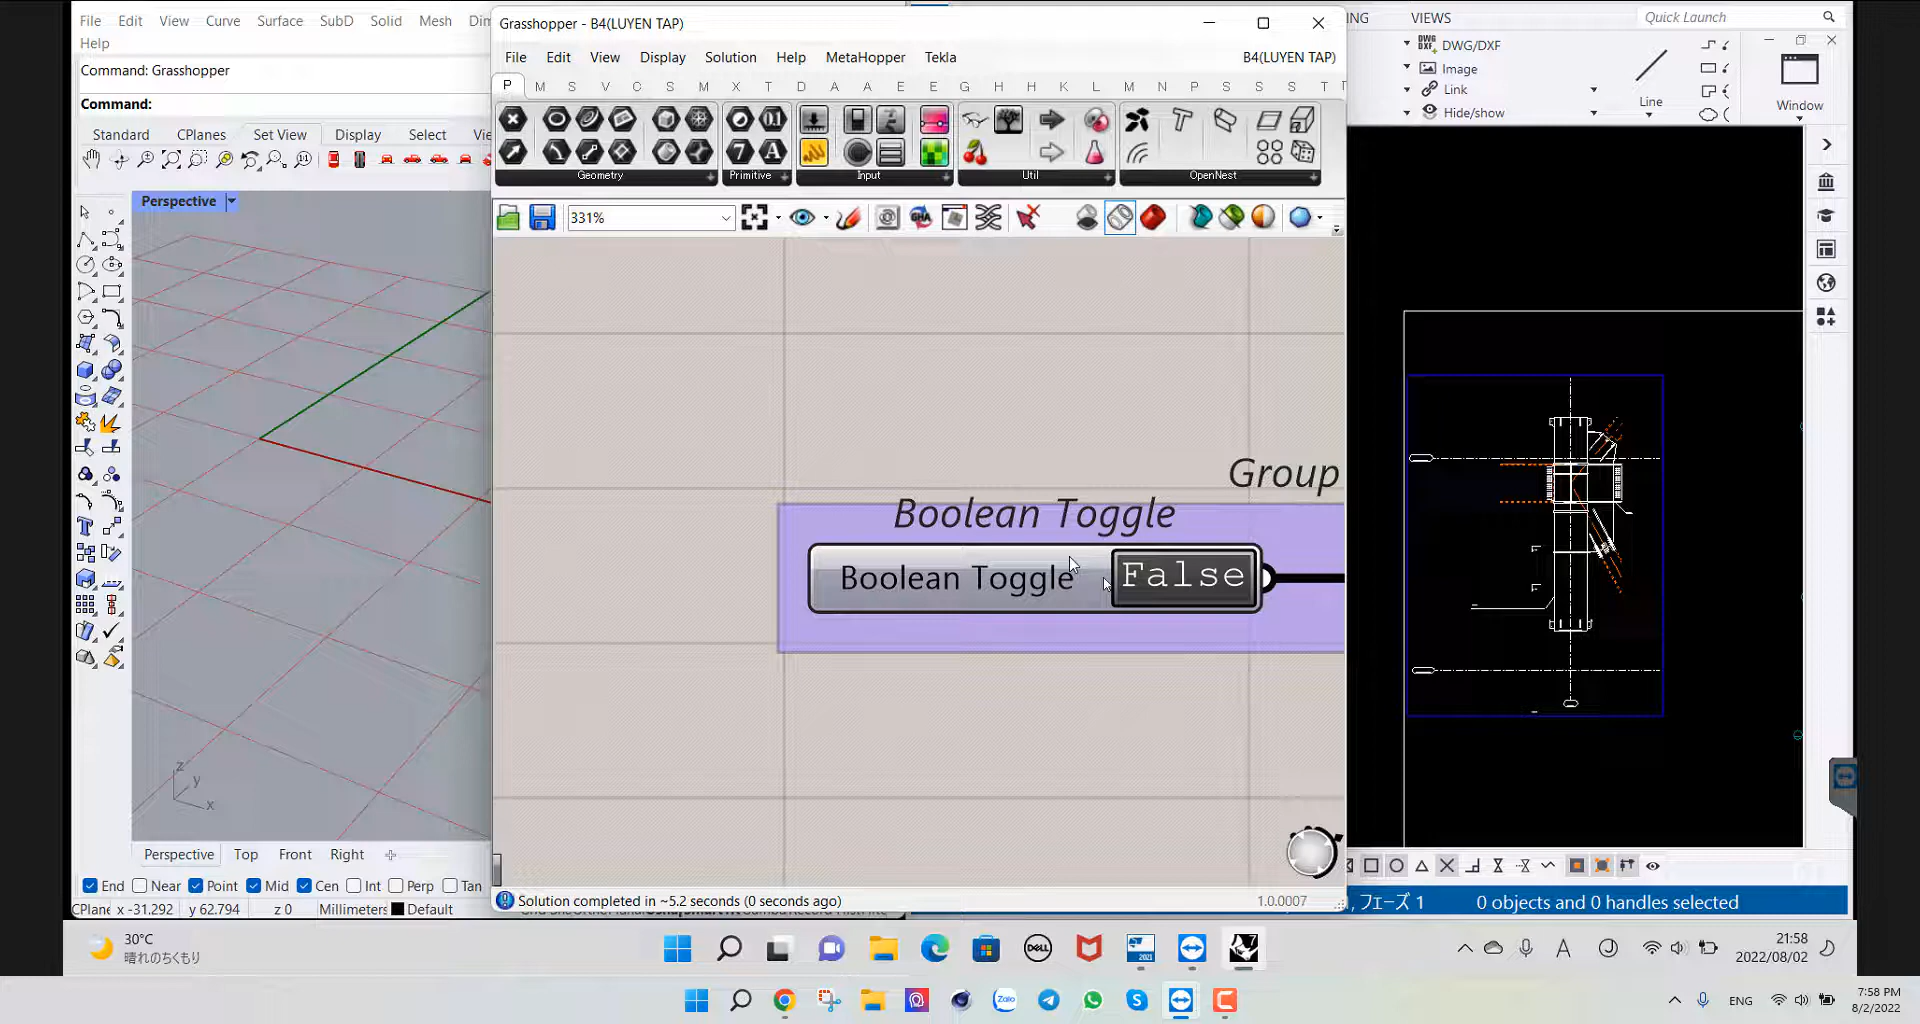 File Edit View Curve Surface SubD Solid Mesh Dim
Help
Command: Grasshopper
Command:
Standard CPlanes Set View Display Select Vie
Perspective
z
y
x
Perspective Top Front Right
End Near Point Mid Cen Int Perp Tan
CPlane x -31.292 y 62.794 z 0 Millimeters Default
Grasshopper - B4(LUYEN TAP)
File Edit View Display Solution Help MetaHopper Tekla B4(LUYEN TAP)
P M S V C S M X T D A A E E G H H K L M N P S S S T
Geometry Primitive Input Util OpenNest
331%
Group
Boolean Toggle
Boolean Toggle False
Solution completed in ~5.2 seconds (0 seconds ago) 1.0.0007
ING VIEWS Quick Launch
DWG/DXF
Image
Link
Hide/show
Line
Window
フェーズ 1 0 objects and 0 handles selected
30°C
晴れのちくもり
DELL
2021
A
21:58
2022/08/02
Zalo
ENG
7:58 PM
8/2/2022